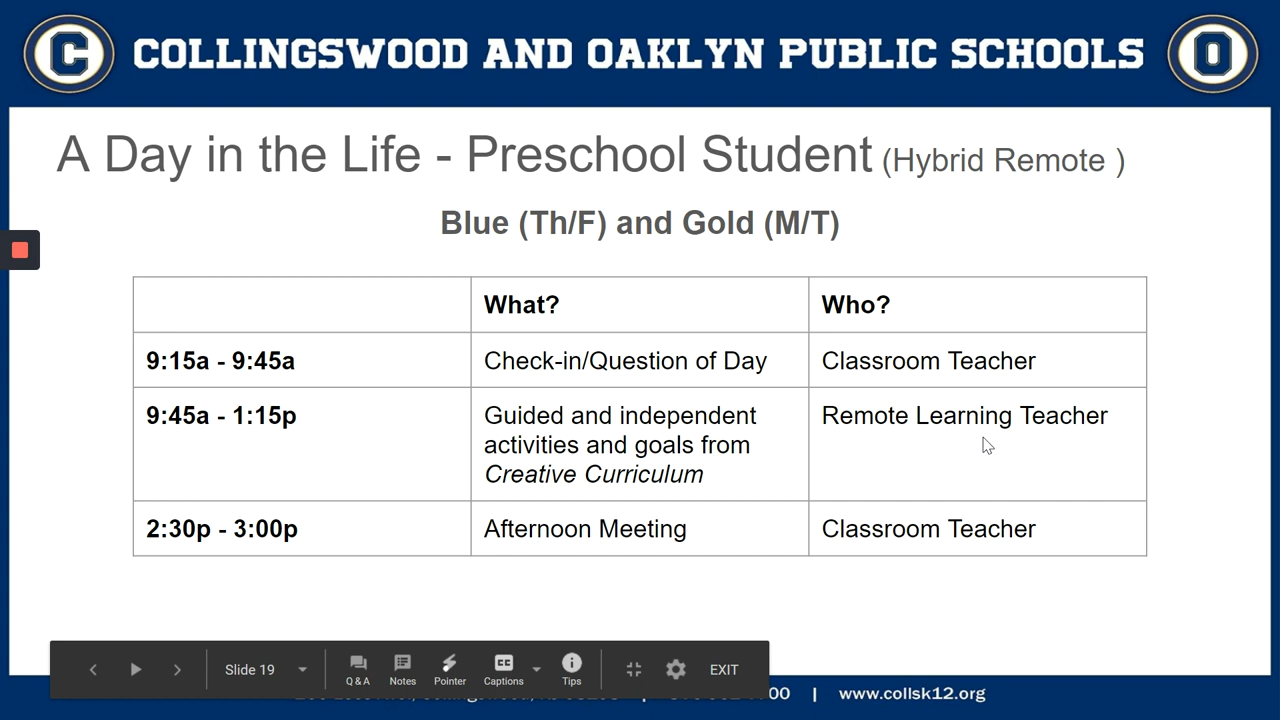 C COLLINGSWOOD AND OAKLYN PUBLIC SCHOOLS O
A Day in the Life - Preschool Student (Hybrid Remote )
Blue (Th/F) and Gold (M/T)
What? Who?
9:15a - 9:45a Check-in/Question of Day Classroom Teacher
9:45a - 1:15p Guided and independent Remote Learning Teacher
activities and goals from
Creative Curriculum
2:30p - 3:00p Afternoon Meeting Classroom Teacher
Slide 19 Q & A Notes Pointer CC Captions Tips EXIT
| www.collsk12.org